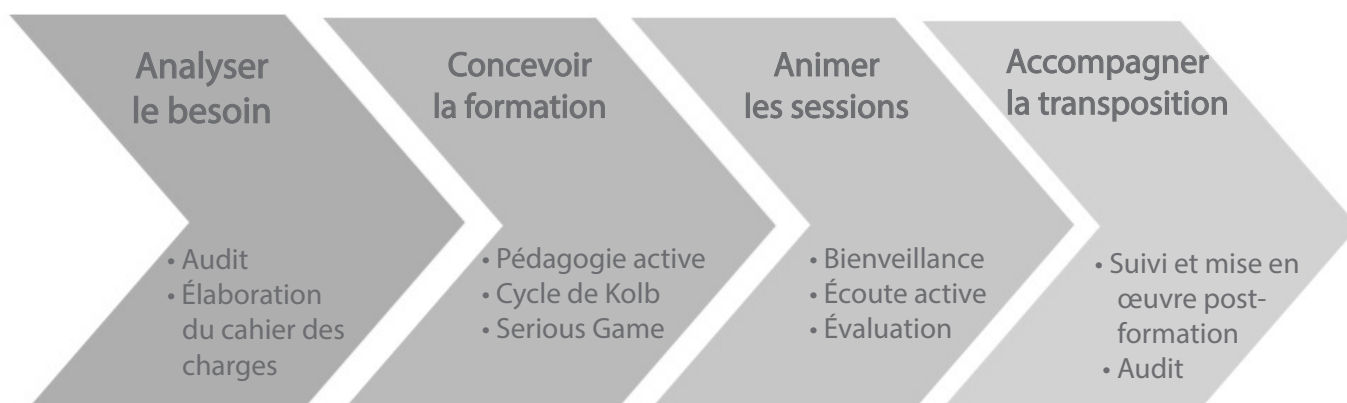 Analyser
le besoin
• Audit
• Élaboration
du cahier des
charges
Concevoir
la formation
• Pédagogie active
• Cycle de Kolb
• Serious Game
Animer
les sessions
• Bienveillance
• Écoute active
• Évaluation
Accompagner
la transposition
• Suivi et mise en
œuvre post-
formation
• Audit